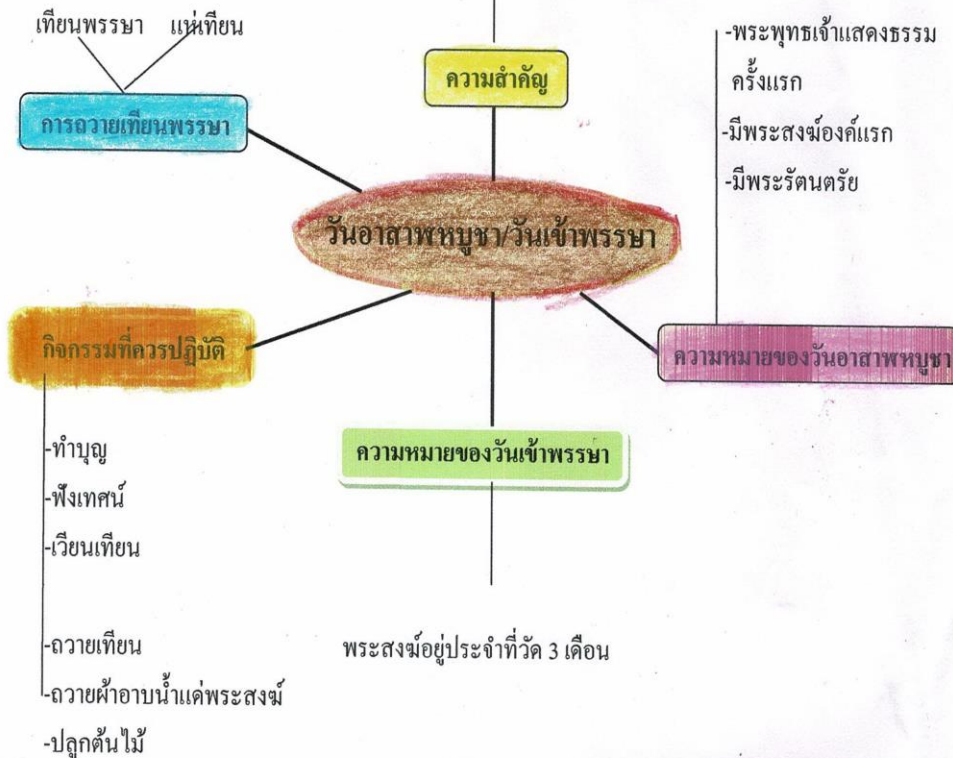 เทียนพรรษา แห่เทียน
การถวายเทียนพรรษา
ความสำคัญ
-พระพุทธเจ้าแสดงธรรม
ครั้งแรก
-มีพระสงฆ์องค์แรก
-มีพระรัตนตรัย
วันอาสาฬหบูชา/วันเข้าพรรษา
กิจกรรมที่ควรปฏิบัติ
ความหมายของวันอาสาฬหบูชา
-ทำบุญ
-ฟังเทศน์
-เวียนเทียน
-ถวายเทียน
-ถวายผ้าอาบน้ำแด่พระสงฆ์
-ปลูกต้นไม้
ความหมายของวันเข้าพรรษา
พระสงฆ์อยู่ประจำที่วัด 3 เดือน